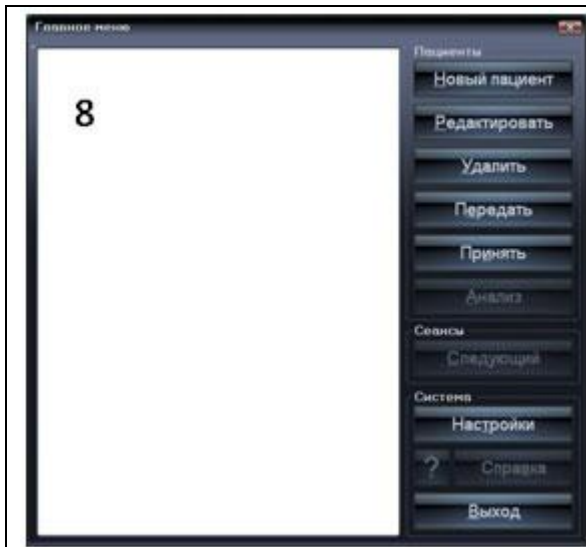 Главное меню
Пациенты
Новый пациент
8
Редактировать
Удалить
Передать
Принять
Анализ
Сеансы
Следующий
Система
Настройки
? Справка
Выход